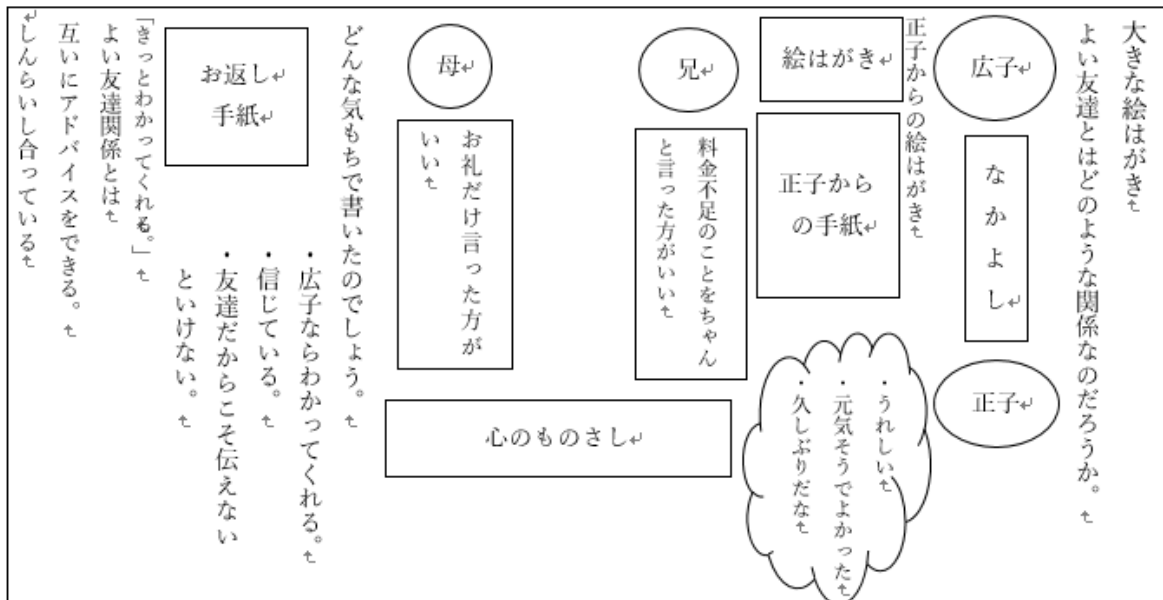 大きな絵はがき
よい友達とはどのような関係なのだろうか。
広子
なかよし
正子
正子からの絵はがき
絵はがき
正子から
の手紙
・うれしい
・元気そうでよかった
・久しぶりだな
兄
料金不足のことをちゃん
と言った方がいい
母
お礼だけ言った方が
いい
心のものさし
どんな気もちで書いたのでしょう。
・広子ならわかってくれる。
・信じている。
・友達だからこそ伝えない
といけない。
お返し
手紙
「きっとわかってくれる。」
よい友達関係とは
互いにアドバイスをできる。
しんらいし合っている